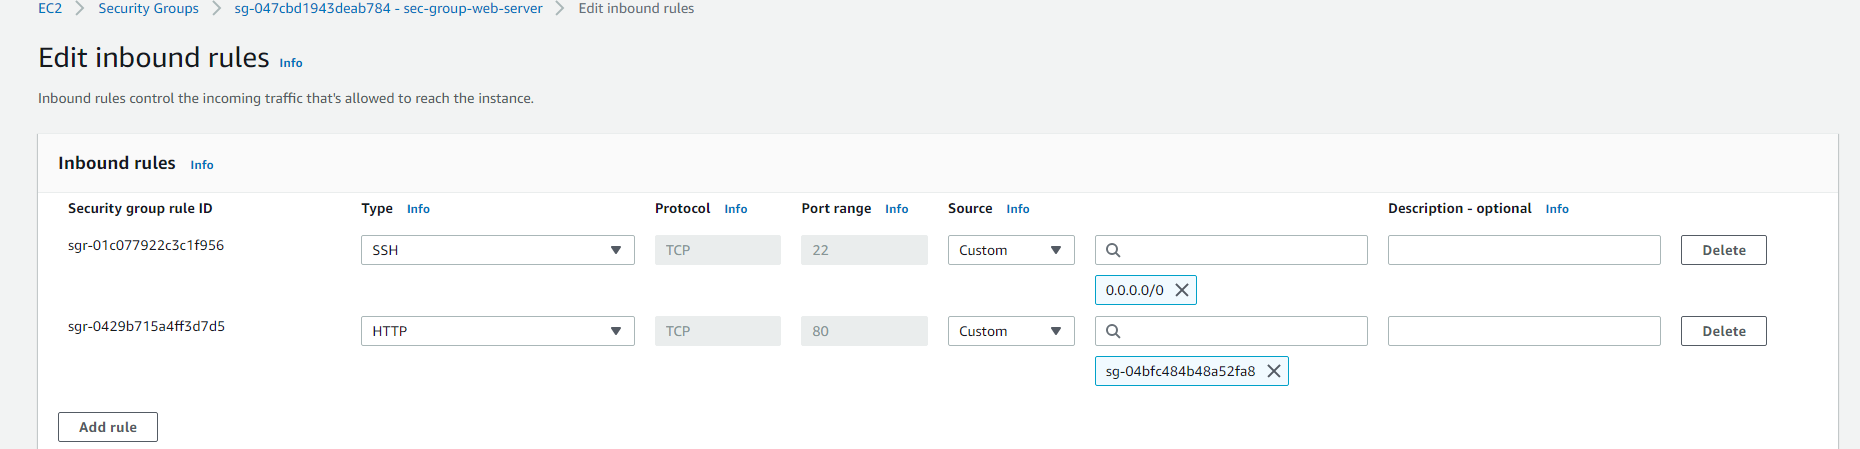 EC2 > Security Groups > sg-047cbd1943deab784 - sec-group-web-server > Edit inbound rules
Edit inbound rules Info
Inbound rules control the incoming traffic that's allowed to reach the instance.
Inbound rules Info
Security group rule ID Type Info Protocol Info Port range Info Source Info Description - optional Info
sgr-01c077922c3c1f956 SSH TCP 22 Custom Delete
0.0.0.0/0
sgr-0429b715a4ff3d7d5 HTTP TCP 80 Custom Delete
sg-04bfc484b48a52fa8
Add rule